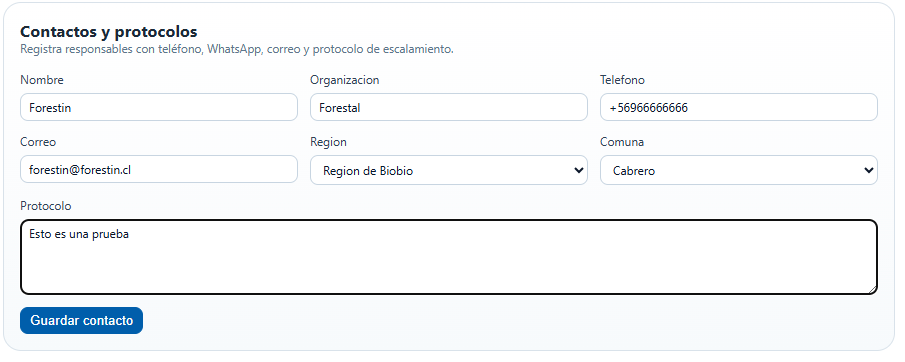 Contactos y protocolos
Registra responsables con teléfono, WhatsApp, correo y protocolo de escalamiento.
Nombre Organizacion Telefono
Forestin Forestal +56966666666
Correo Region Comuna
forestin@forestin.cl Region de Biobio Cabrero
Protocolo
Esto es una prueba
Guardar contacto